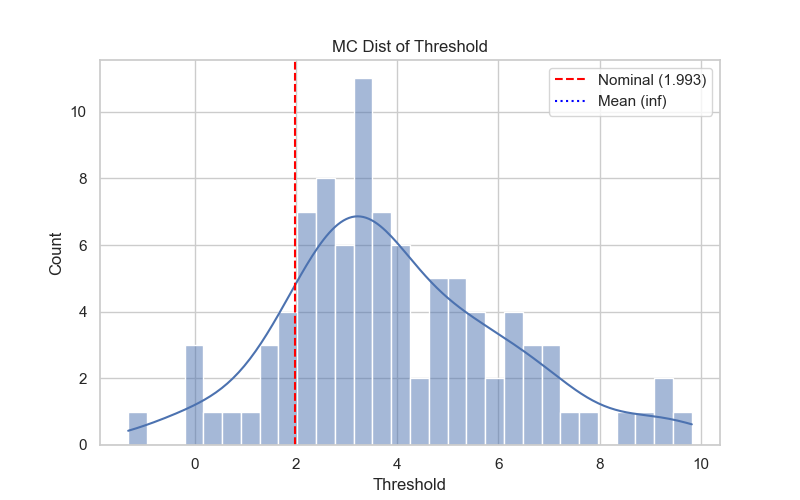 MC Dist of Threshold
Nominal (1.993)
Mean (inf)
Count
10
8
6
4
2
0
0 2 4 6 8 10
Threshold